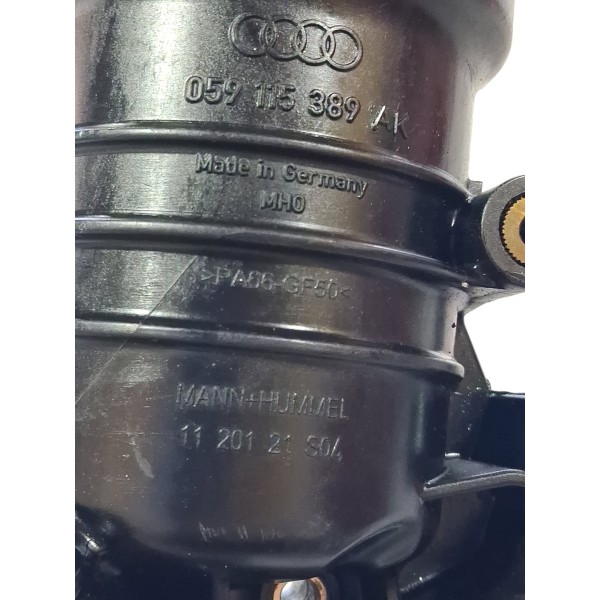 059 115 389 AK
Made in Germany
MHO
>PA66-GF50<
MANN+HUMMEL
11 201 21 S04